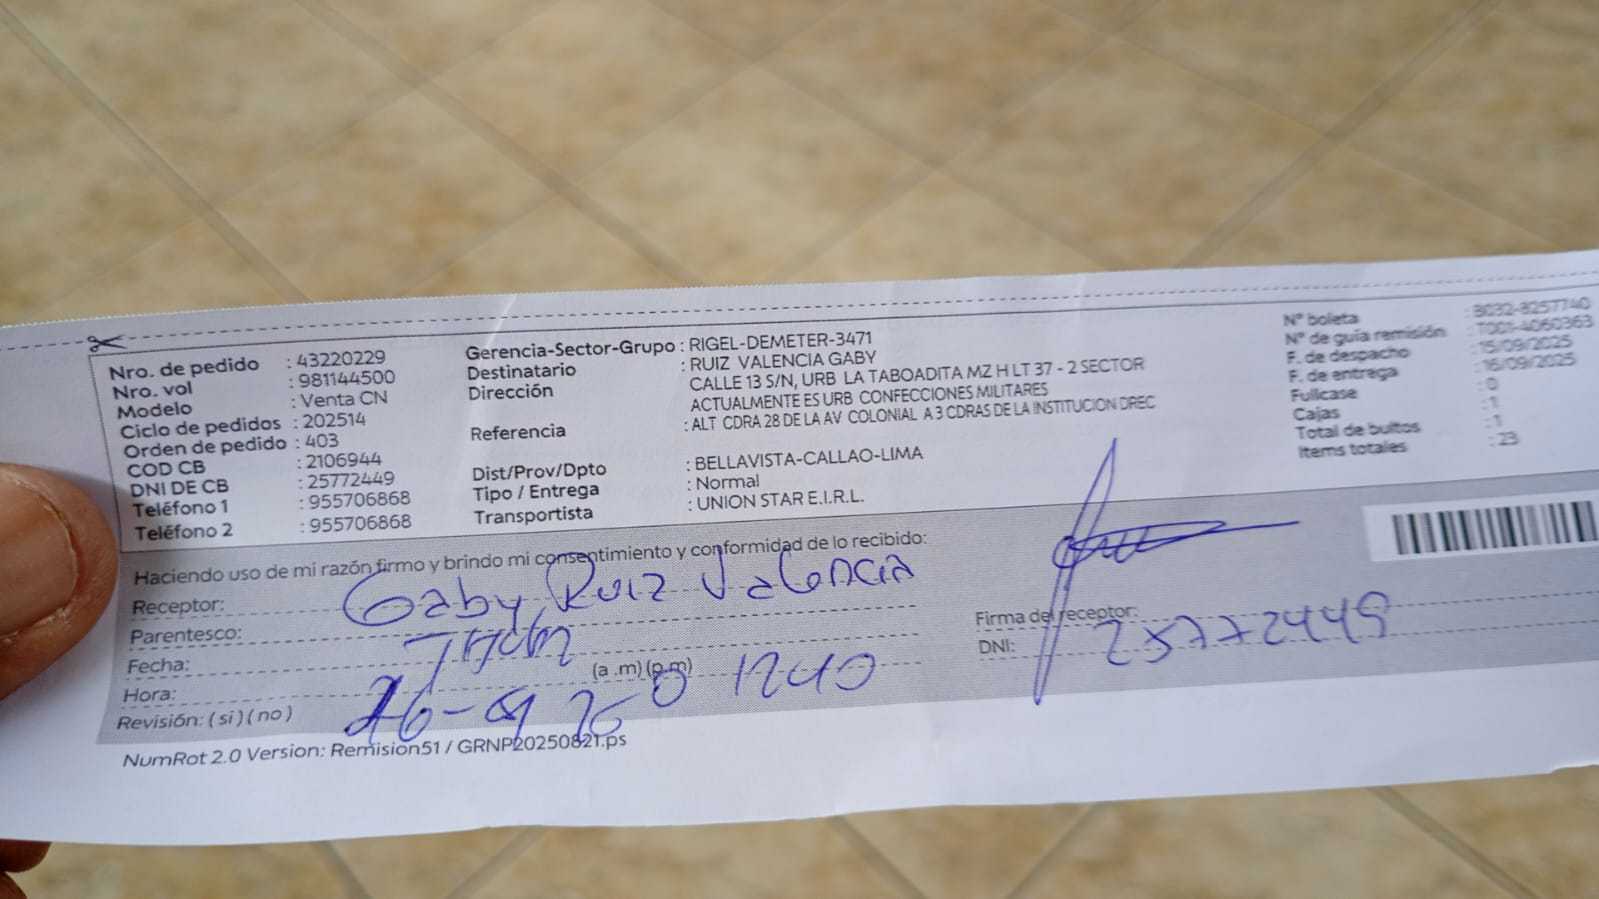 Nro. de pedido : 43220229
Nro. vol : 981144500
Modelo : Venta CN
Ciclo de pedidos : 202514
Orden de pedido : 403
COD CB : 2106944
DNI DE CB : 25772449
Teléfono 1 : 955706868
Teléfono 2 : 955706868
Gerencia-Sector-Grupo : RIGEL-DEMETER-3471
Destinatario : RUIZ VALENCIA GABY
Dirección : CALLE 13 S/N, URB LA TABOADITA MZ H LT 37 - 2 SECTOR
ACTUALMENTE ES URB CONFECCIONES MILITARES
Referencia : ALT CDRA 28 DE LA AV COLONIAL A 3 CDRAS DE LA INSTITUCION DREC
Dist/Prov/Dpto : BELLAVISTA-CALLAO-LIMA
Tipo / Entrega : Normal
Transportista : UNION STAR E.I.R.L.
N° boleta : B032-8257740
N° de guía remisión : T001-4060363
F. de despacho : 15/09/2025
F. de entrega : 16/09/2025
Fullcase : 0
Cajas : 1
Total de bultos : 1
Items totales : 23
Haciendo uso de mi razón firmo y brindo mi consentimiento y conformidad de lo recibido:
Receptor: Gaby Ruiz Valencia
Parentesco:
Fecha:
Hora: (a .m) (p.m) 1240
Revisión: ( si ) ( no )
Firma del receptor:
DNI: 25772449
NumRot 2.0 Version: Remision51 / GRNP20250821.ps